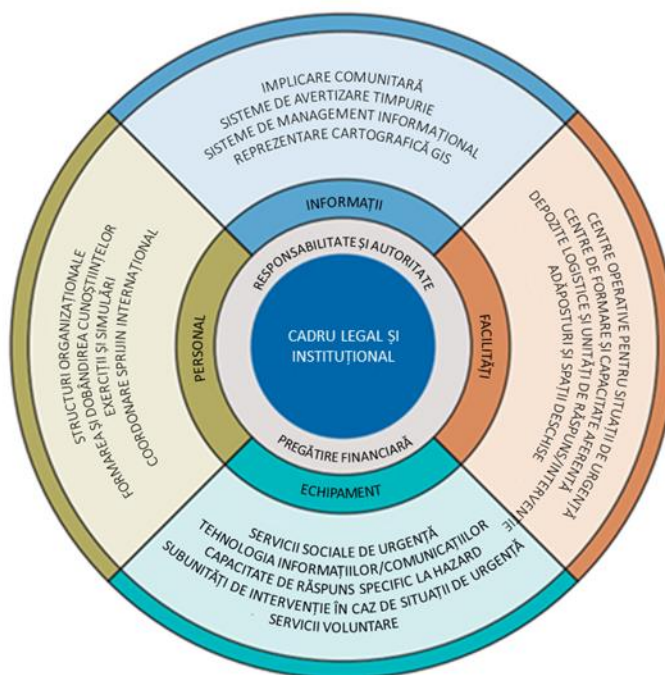 IMPLICARE COMUNITARĂ
SISTEME DE AVERTIZARE TIMPURIE
SISTEME DE MANAGEMENT INFORMAȚIONAL
REPREZENTARE CARTOGRAFICĂ GIS
INFORMAȚII
RESPONSABILITATE ȘI AUTORITATE
CADRU LEGAL ȘI
INSTITUȚIONAL
PREGĂTIRE FINANCIARĂ
PERSONAL
STRUCTURI ORGANIZAȚIONALE
FORMAREA ȘI DOBÂNDIREA CUNOȘTIINȚELOR
EXERCIȚII ȘI SIMULĂRI
COORDONARE SPRIJIN INTERNAȚIONAL
FACILITĂȚI
CENTRE OPERATIVE PENTRU SITUAȚII DE URGENȚĂ
CENTRE DE FORMARE ȘI CAPACITATE AFERENTĂ
DEPOZITE LOGISTICE ȘI UNITĂȚI DE RĂSPUNS/INTERVENȚIE
ADĂPOSTURI ȘI SPAȚII DESCHISE
ECHIPAMENT
SERVICII SOCIALE DE URGENȚĂ
TEHNOLOGIA INFORMAȚIILOR/COMUNICAȚIILOR
CAPACITATE DE RĂSPUNS SPECIFIC LA HAZARD
SUBUNITĂȚI DE INTERVENȚIE ÎN CAZ DE SITUAȚII DE URGENȚĂ
SERVICII VOLUNTARE